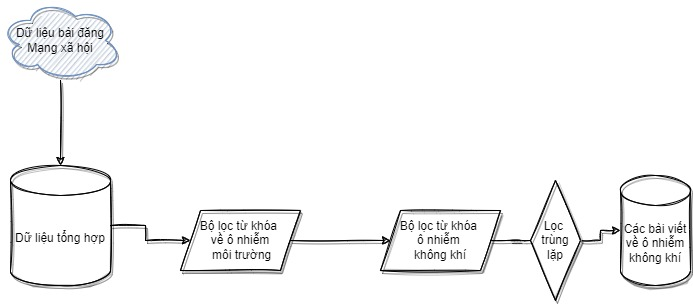 Dữ liệu bài đăng
Mạng xã hội
Dữ liệu tổng hợp
Bộ lọc từ khóa
về ô nhiễm
môi trường
Bộ lọc từ khóa
ô nhiễm
không khí
Lọc
trùng
lặp
Các bài viết
về ô nhiễm
không khí